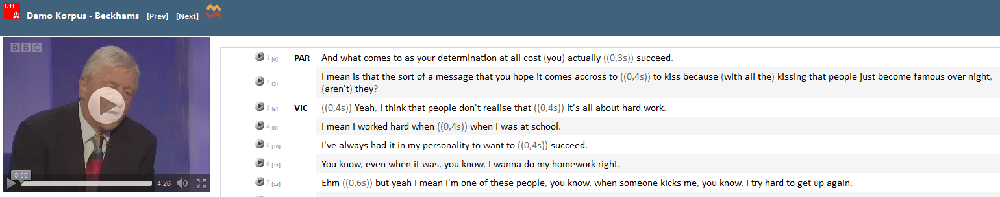 U·H
Demo Korpus - Beckhams [Prev] [Next]
BBC
1 [0] PAR And what comes to as your determination at all cost (you) actually ((0,3s)) succeed.
2 [3] I mean is that the sort of a message that you hope it comes accross to ((0,4s)) to kiss because (with all the) kissing that people just become famous over night,
(aren't) they?
3 [6] VIC ((0,4s)) Yeah, I think that people don't realise that ((0,4s)) it's all about hard work.
4 [8] I mean I worked hard when ((0,4s)) when I was at school.
5 [10] I've always had it in my personality to want to ((0,4s)) succeed.
6 [12] You know, even when it was, you know, I wanna do my homework right.
7 [13] Ehm ((0,6s)) but yeah I mean I'm one of these people, you know, when someone kicks me, you know, I try hard to get up again.
0:00
4:26